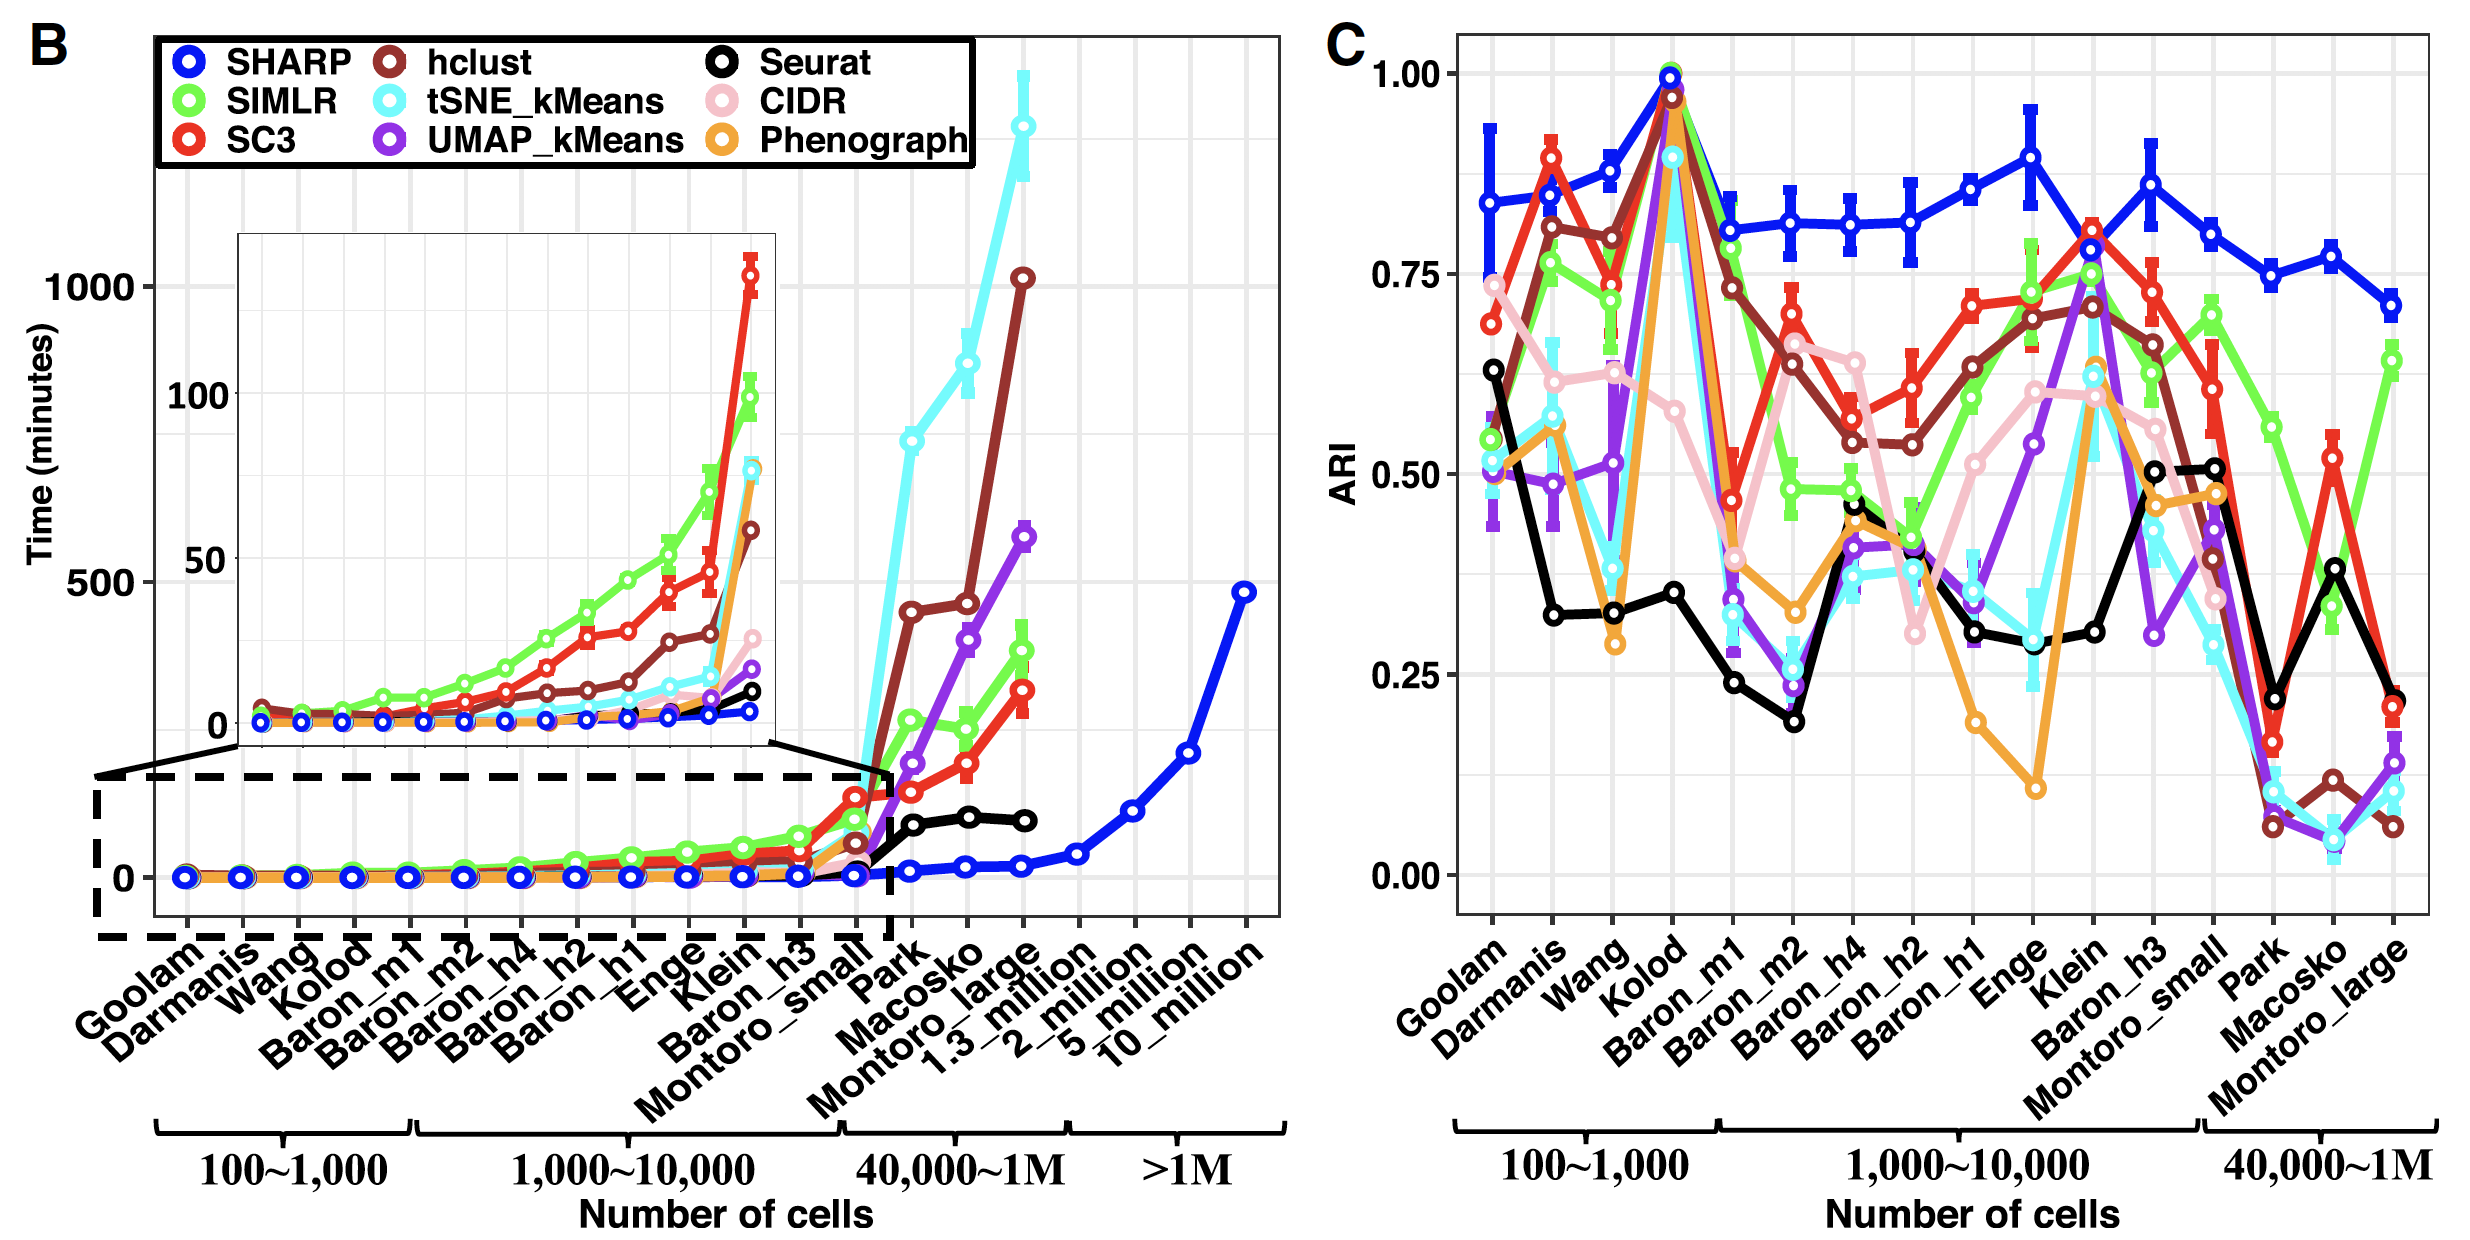 B
SHARP hclust Seurat
SIMLR tSNE_kMeans CIDR
SC3 UMAP_kMeans Phenograph
Time (minutes)
1000
500
0
100
50
0
Goolam
Darmanis
Wang
Kolod
Baron_m1
Baron_m2
Baron_h4
Baron_h2
Baron_h1
Enge
Klein
Baron_h3
Montoro_small
Park
Macosko
Montoro_large
1.3_million
2_million
5_million
10_million
100~1,000 1,000~10,000 40,000~1M >1M
Number of cells
C
ARI
1.00
0.75
0.50
0.25
0.00
Goolam
Darmanis
Wang
Kolod
Baron_m1
Baron_m2
Baron_h4
Baron_h2
Baron_h1
Enge
Klein
Baron_h3
Montoro_small
Park
Macosko
Montoro_large
100~1,000 1,000~10,000 40,000~1M
Number of cells